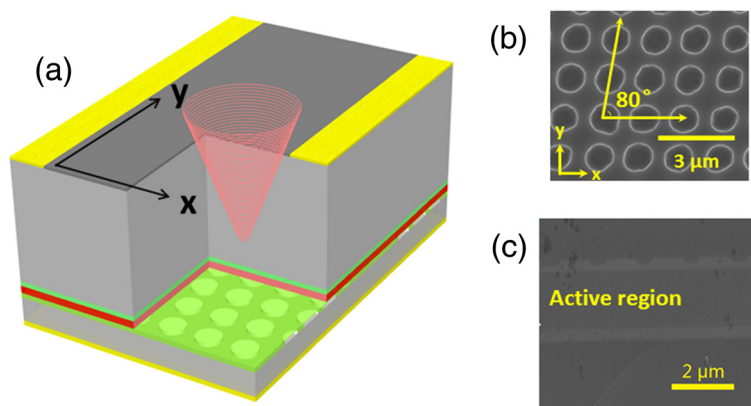 (a)
y
x
(b)
80°
y
x
3 μm
(c)
Active region
2 μm